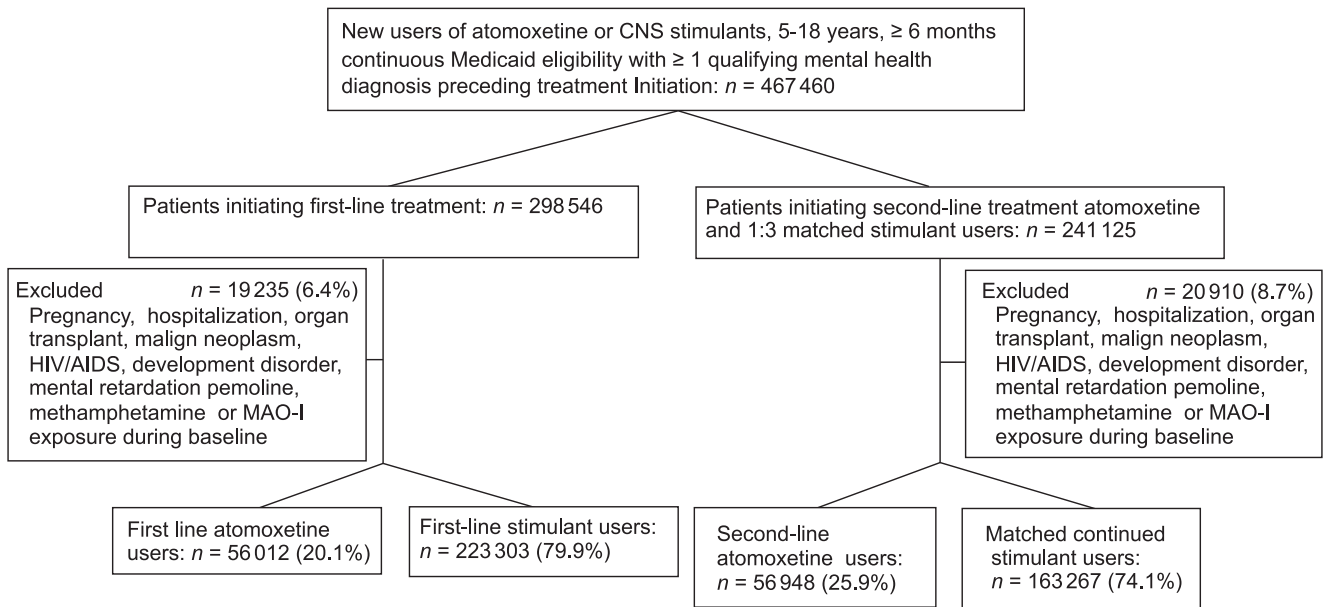 New users of atomoxetine or CNS stimulants, 5-18 years, ≥ 6 months
continuous Medicaid eligibility with ≥ 1 qualifying mental health
diagnosis preceding treatment Initiation: n = 467 460
Patients initiating first-line treatment: n = 298 546
Patients initiating second-line treatment atomoxetine
and 1:3 matched stimulant users: n = 241 125
Excluded n = 19 235 (6.4%)
Pregnancy, hospitalization, organ
transplant, malign neoplasm,
HIV/AIDS, development disorder,
mental retardation pemoline,
methamphetamine or MAO-I
exposure during baseline
Excluded n = 20 910 (8.7%)
Pregnancy, hospitalization, organ
transplant, malign neoplasm,
HIV/AIDS, development disorder,
mental retardation pemoline,
methamphetamine or MAO-I
exposure during baseline
First line atomoxetine
users: n = 56 012 (20.1%)
First-line stimulant users:
n = 223 303 (79.9%)
Second-line
atomoxetine users:
n = 56 948 (25.9%)
Matched continued
stimulant users:
n = 163 267 (74.1%)